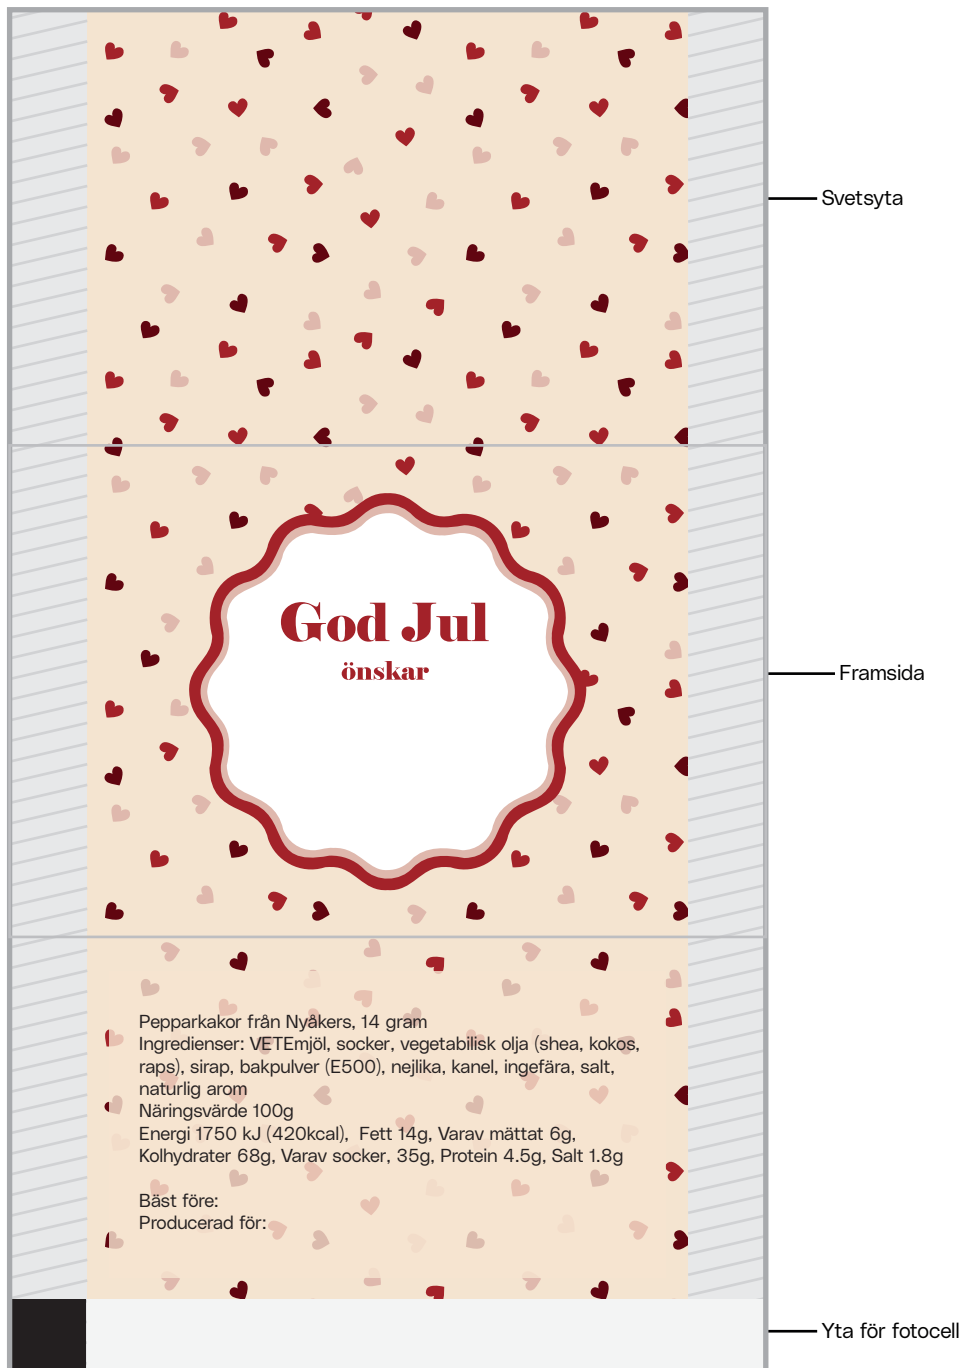 Svetsyta
God Jul
önskar
Framsida
Pepparkakor från Nyåkers, 14 gram
Ingredienser: VETEmjöl, socker, vegetabilisk olja (shea, kokos,
raps), sirap, bakpulver (E500), nejlika, kanel, ingefära, salt,
naturlig arom
Näringsvärde 100g
Energi 1750 kJ (420kcal),  Fett 14g, Varav mättat 6g,
Kolhydrater 68g, Varav socker, 35g, Protein 4.5g, Salt 1.8g
Bäst före:
Producerad för:
Yta för fotocell